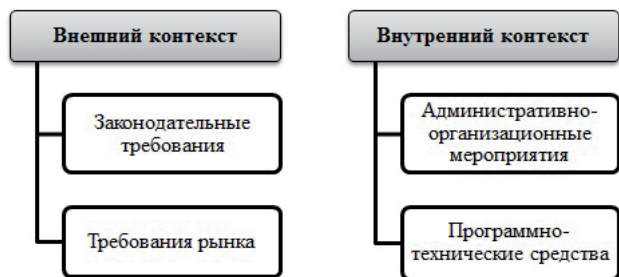 Внешний контекст
Законодательные
требования
Требования рынка
Внутренний контекст
Административно-
организационные
мероприятия
Программно-
технические средства